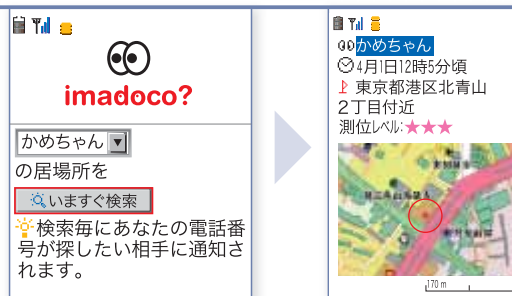 imadoco?
かめちゃん
の居場所を
いますぐ検索
検索毎にあなたの電話番
号が探したい相手に通知さ
れます。
かめちゃん
4月1日12時5分頃
東京都港区北青山
2丁目付近
測位レベル:★★★
170 m